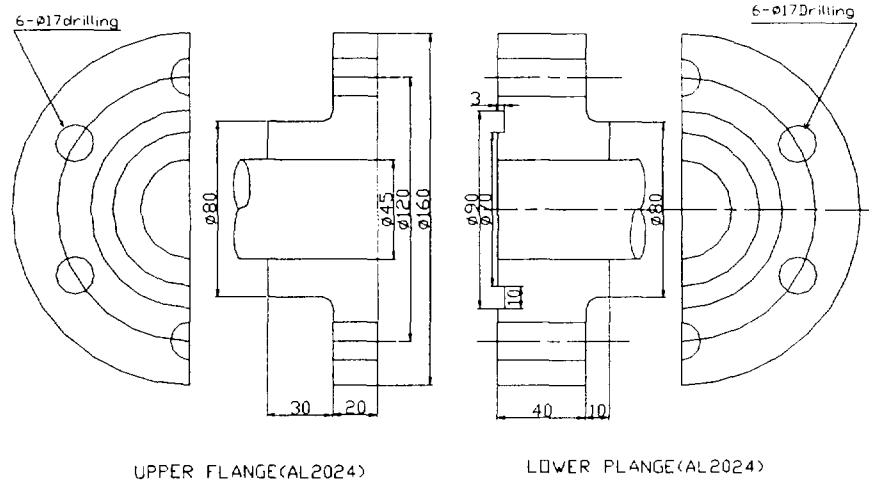 6-ø17drilling
6-ø17Drilling
3
ø80
ø45
ø120
ø160
ø90
ø70
ø80
10
30
20
40
10
UPPER FLANGE(AL2024)
LOWER PLANGE(AL2024)